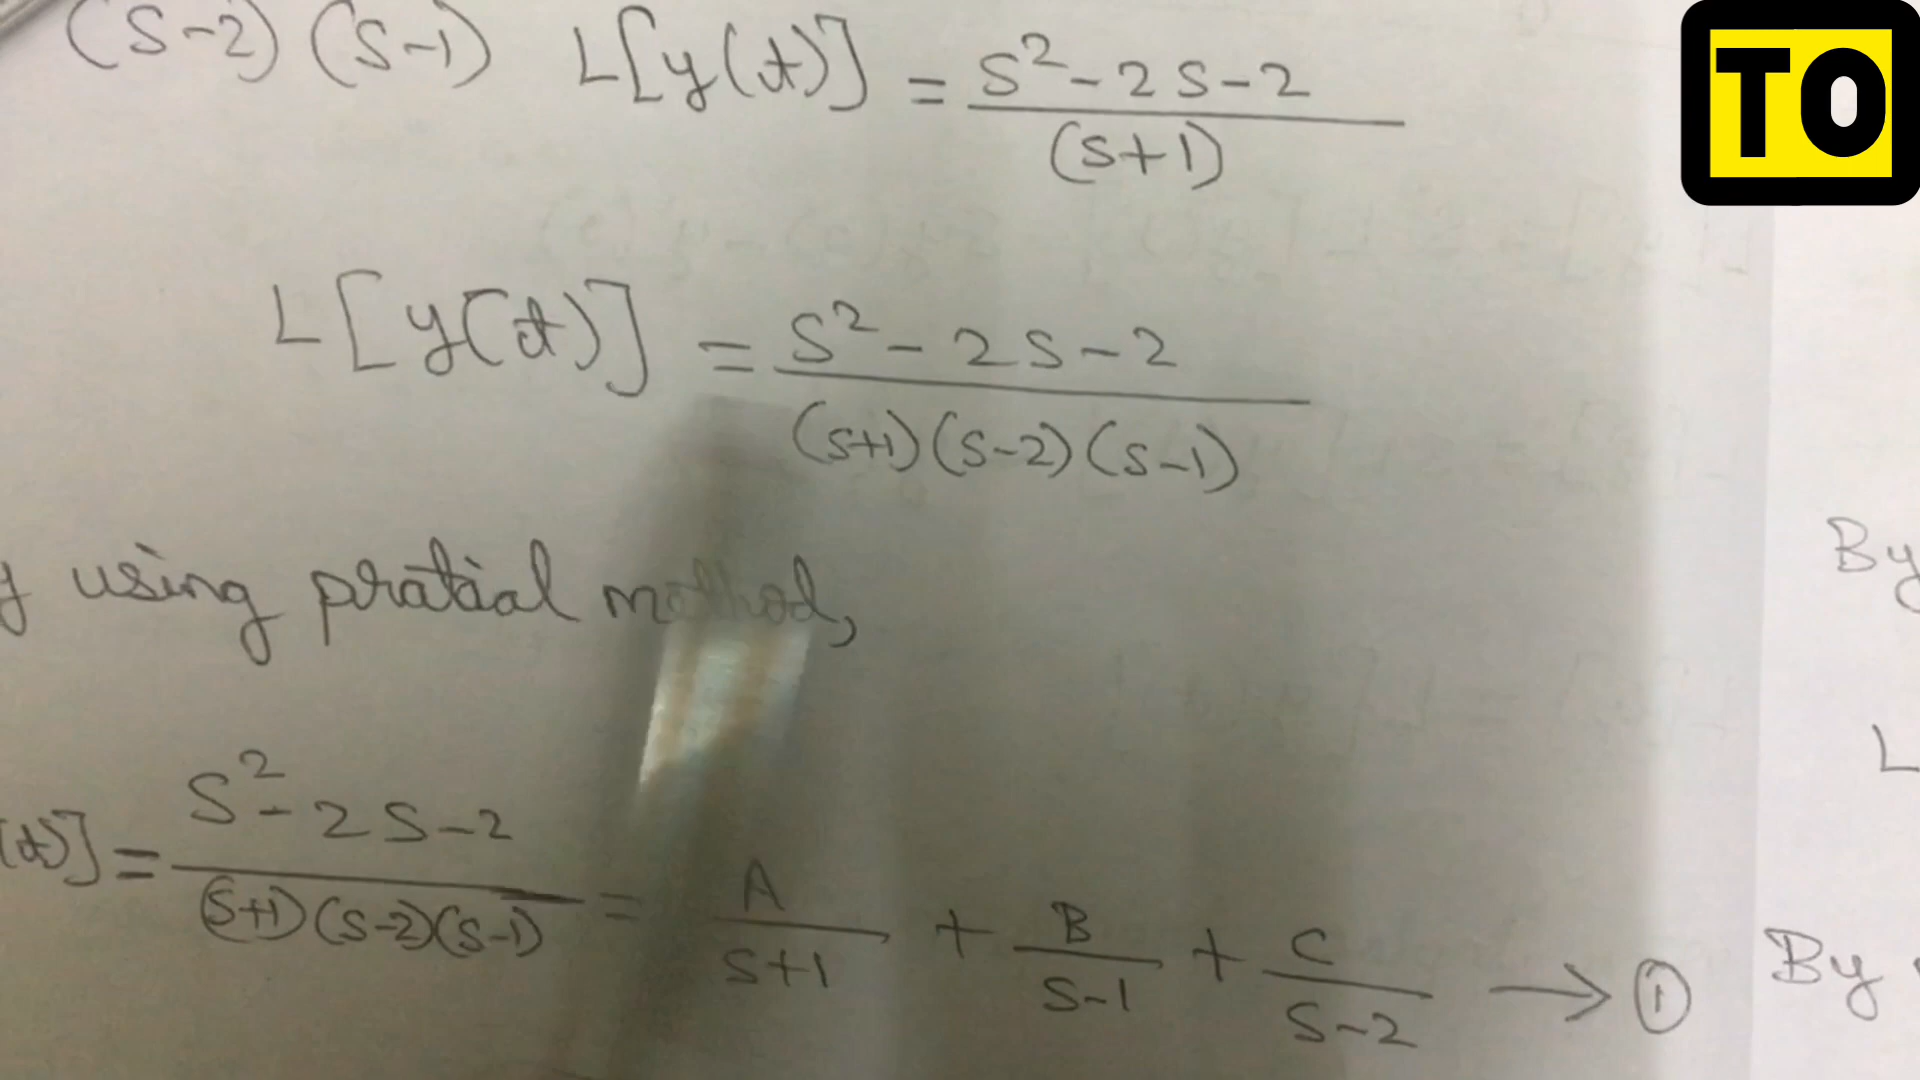 (S-2) (S-1) L[y(t)] = S²-2S-2
(S+1)
TO
L[y(t)] = S²-2S-2
(S+1)(S-2)(S-1)
y using pratial method,
(t)] = S²-2S-2 = A + B + C → ①
(S+1)(S-2)(S-1) S+1 S-1 S-2
By
L
By